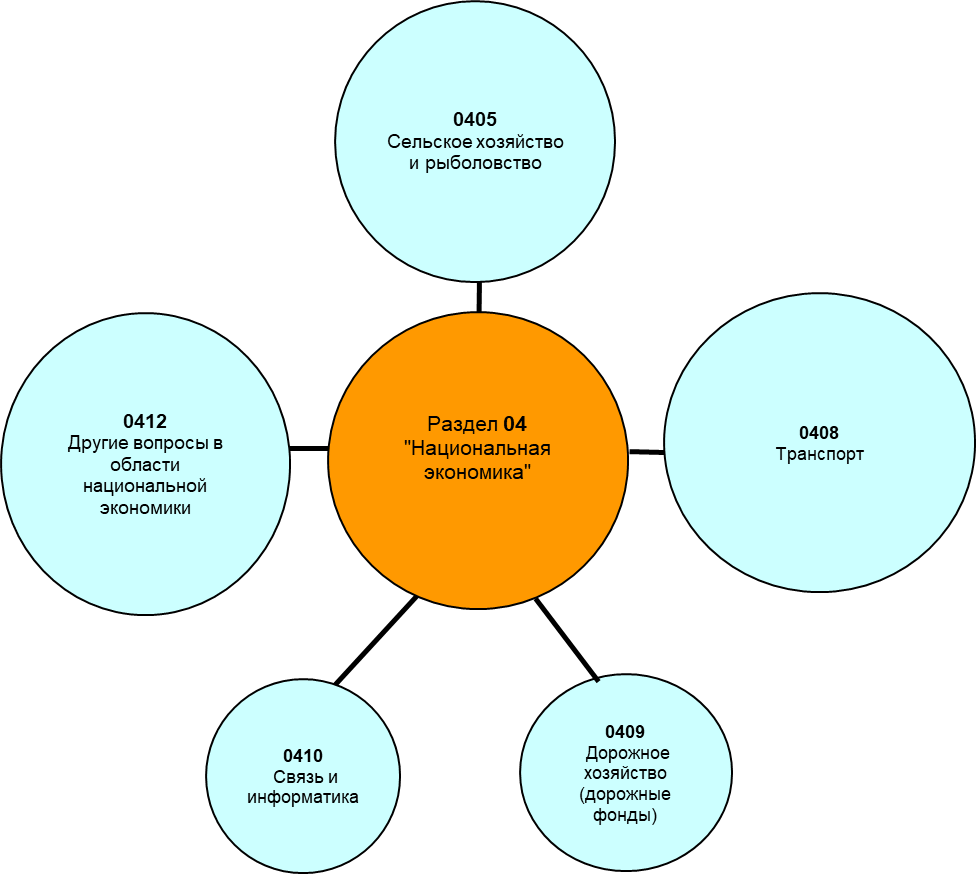 0405
Сельское хозяйство
и рыболовство
0412
Другие вопросы в
области
национальной
экономики
Раздел 04
"Национальная
экономика"
0408
Транспорт
0410
Связь и
информатика
0409
Дорожное
хозяйство
(дорожные
фонды)